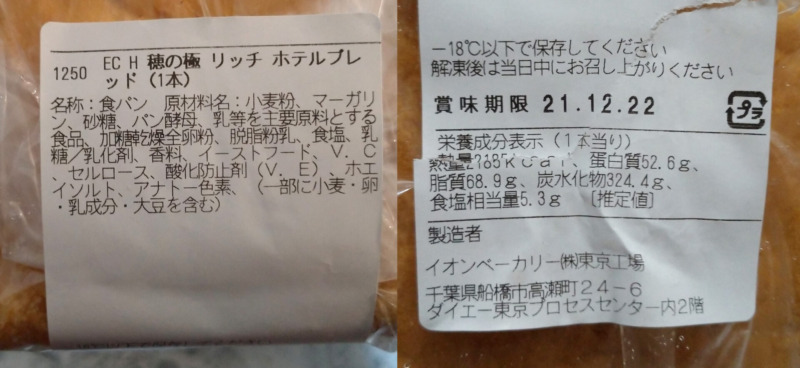 1250 EC H 穂の極 リッチ ホテルブレ
ッド (1本)
名称:食パン 原材料名:小麦粉、マーガリ
ン、砂糖、パン酵母、乳等を主要原料とする
食品、加糖乾燥全卵粉、脱脂粉乳、食塩、乳
糖/乳化剤、香料、イーストフード、V.C
、セルロース、酸化防止剤(V.E)、ホエ
イソルト、アナトー色素、(一部に小麦・卵
・乳成分・大豆を含む)
-18℃以下で保存してください
解凍後は当日中にお召し上がりください
賞味期限 21.12.22
プラ
栄養成分表示(1本当り)
熱量 、蛋白質52.6g、
脂質68.9g、炭水化物324.4g、
食塩相当量5.3g [推定値]
製造者
イオンベーカリー㈱東京工場
千葉県船橋市高瀬町24-6
ダイエー東京プロセスセンター内2階